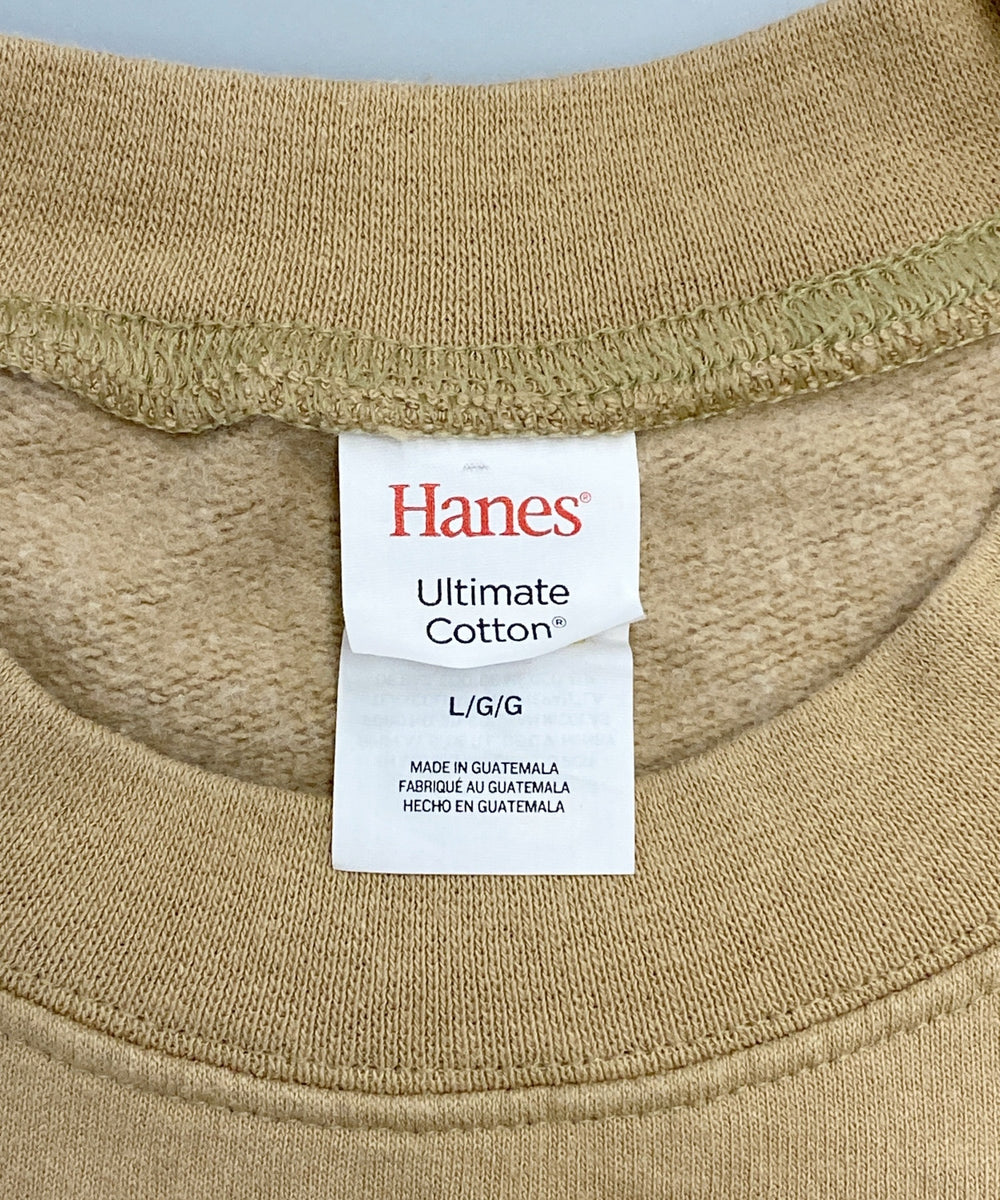 Hanes®
Ultimate
Cotton®
L/G/G
MADE IN GUATEMALA
FABRIQUÉ AU GUATEMALA
HECHO EN GUATEMALA